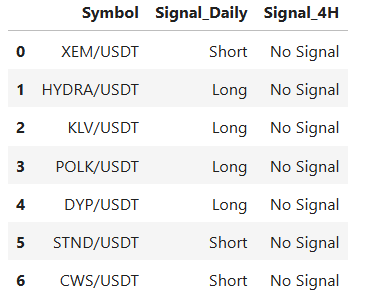 Symbol Signal_Daily Signal_4H
0 XEM/USDT Short No Signal
1 HYDRA/USDT Long No Signal
2 KLV/USDT Long No Signal
3 POLK/USDT Long No Signal
4 DYP/USDT Long No Signal
5 STND/USDT Short No Signal
6 CWS/USDT Short No Signal